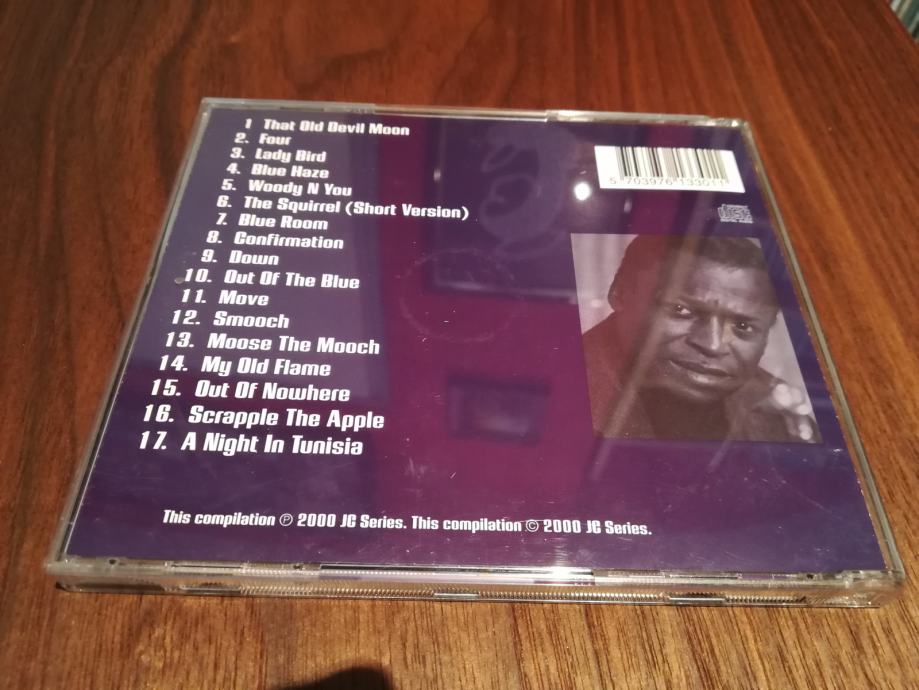 1 That Old Devil Moon
2. Four
3. Lady Bird
4. Blue Haze
5. Woody N You
6. The Squirrel (Short Version)
7. Blue Room
8. Confirmation
9. Down
10. Out Of The Blue
11. Move
12. Smooch
13. Moose The Mooch
14. My Old Flame
15. Out Of Nowhere
16. Scrapple The Apple
17. A Night In Tunisia
5 703976 133011
This compilation ℗ 2000 JC Series. This compilation © 2000 JC Series.